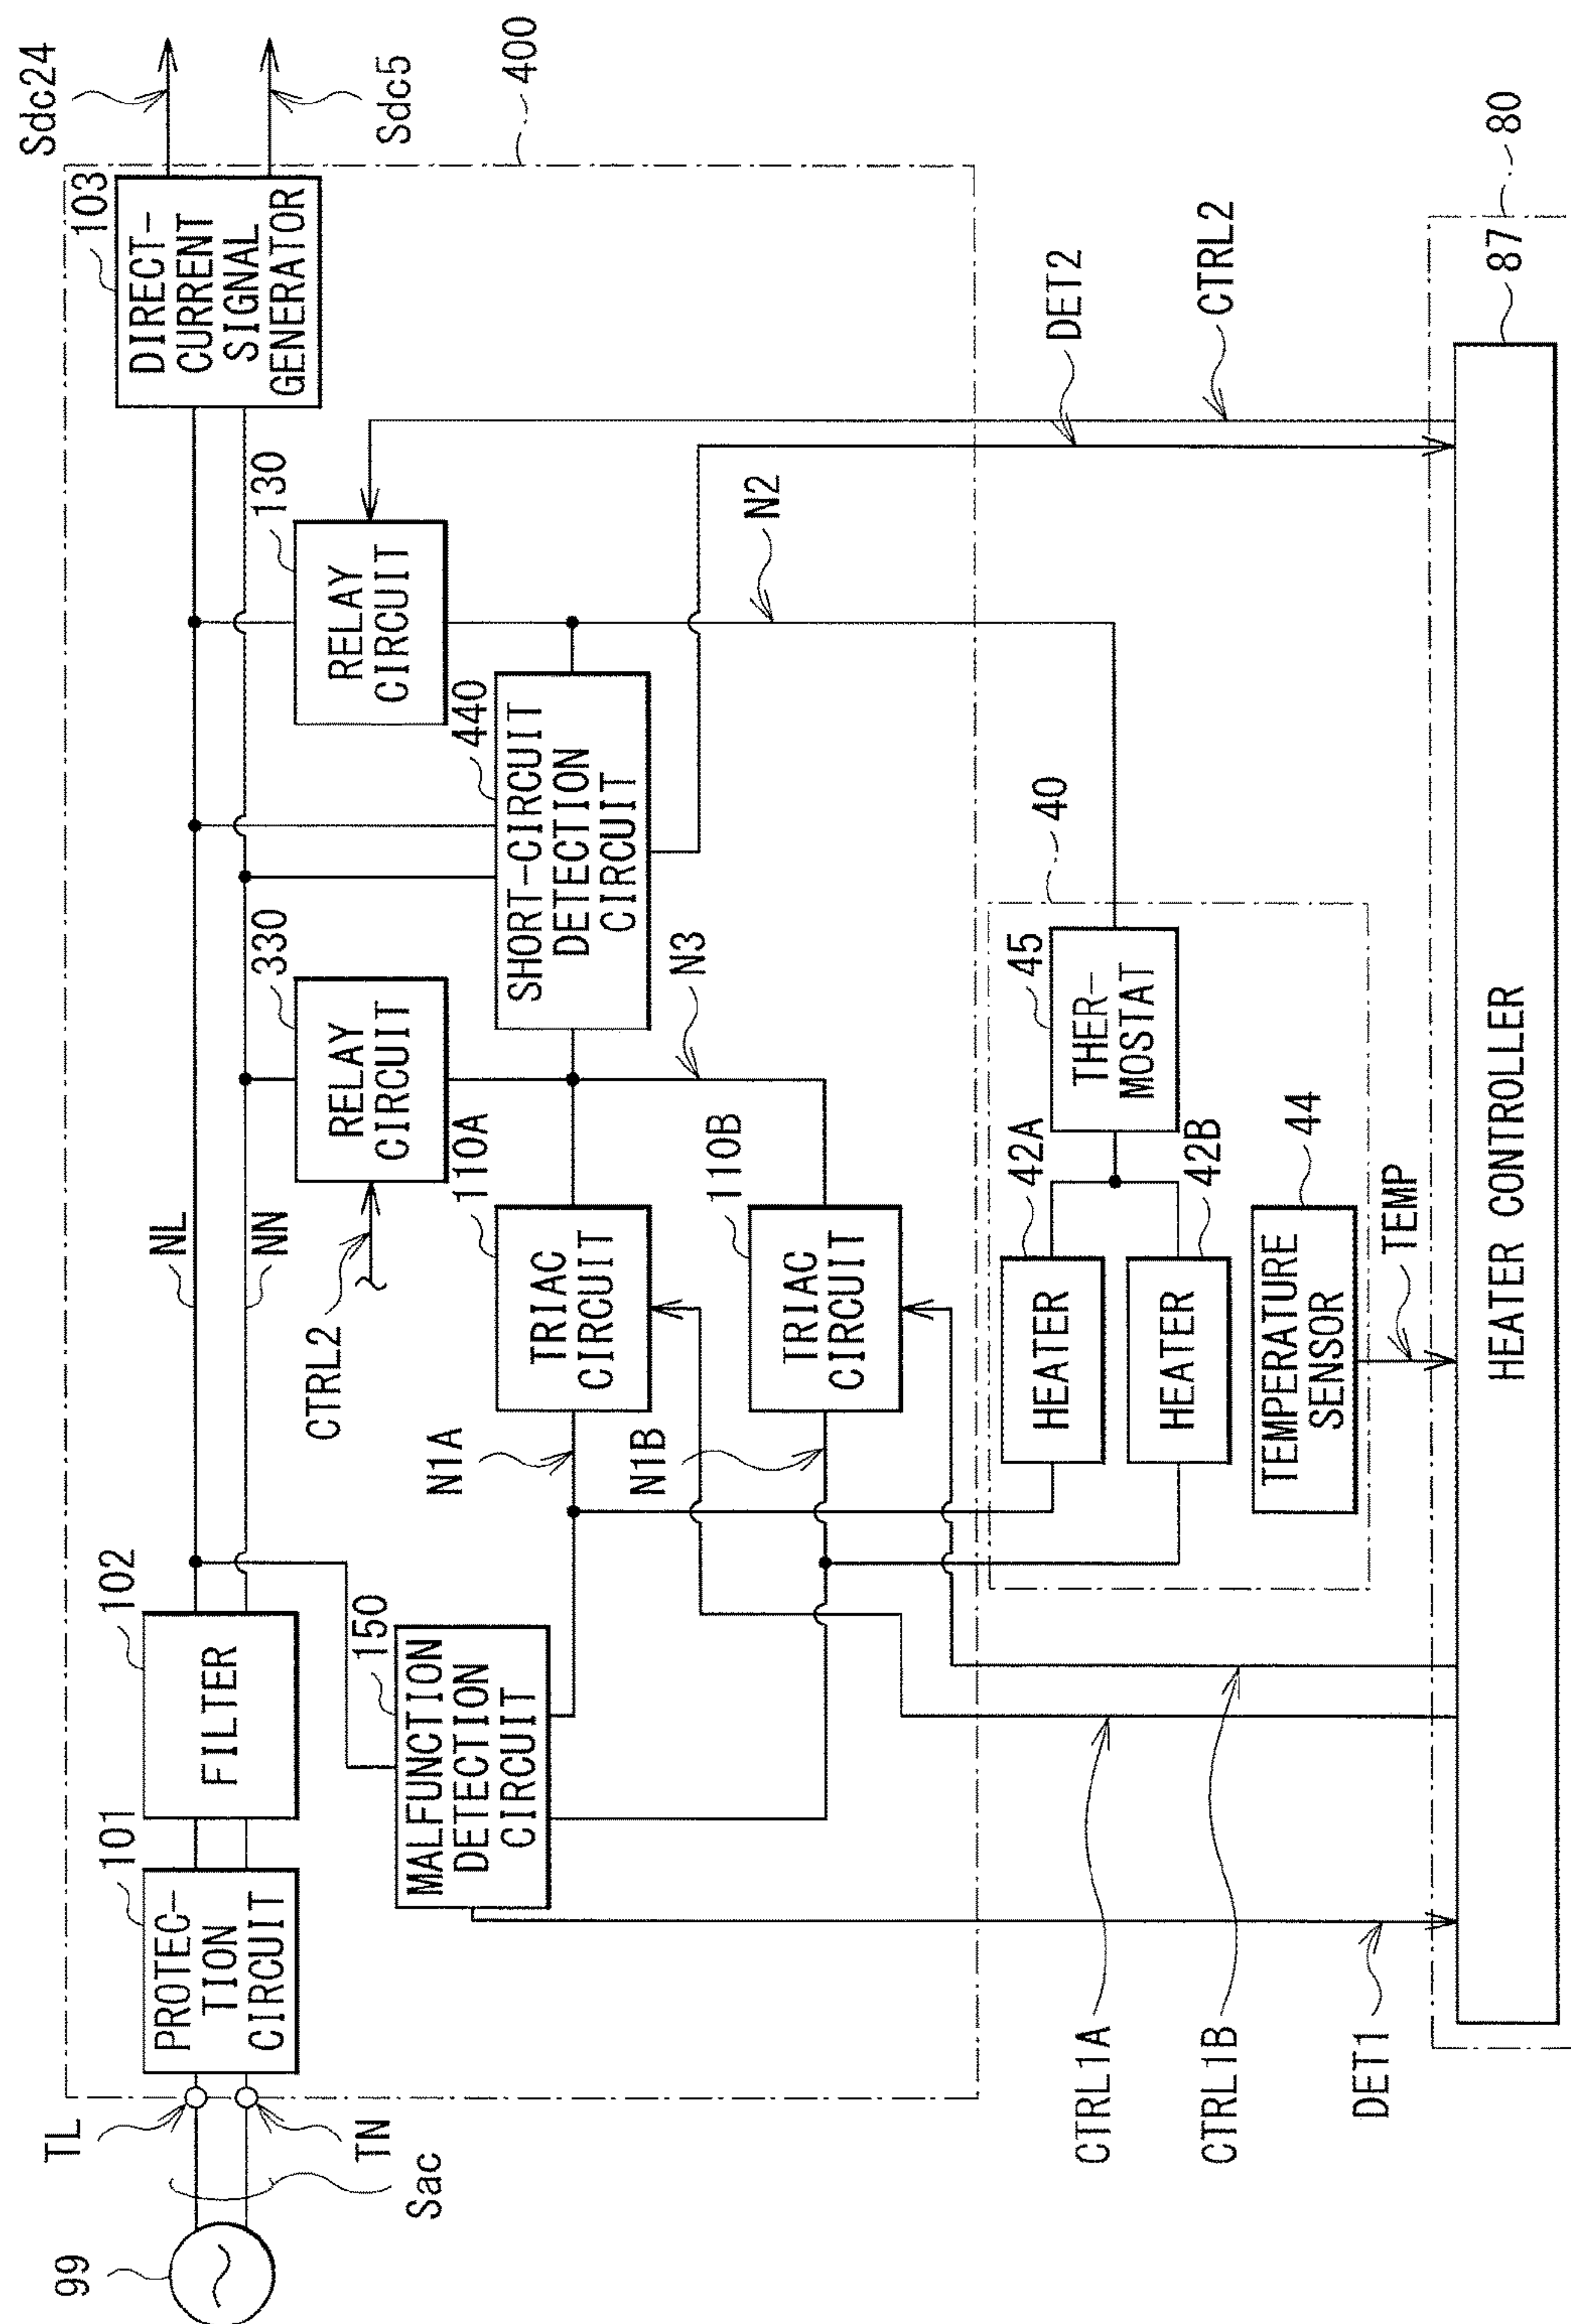 99
TL
TN
Sac
101
PROTEC-
TION
CIRCUIT
102
FILTER
NL
NN
103
DIRECT-
CURRENT
SIGNAL
GENERATOR
Sdc24
Sdc5
400
150
MALFUNCTION
DETECTION
CIRCUIT
CTRL2
330
RELAY
CIRCUIT
130
RELAY
CIRCUIT
440
SHORT-CIRCUIT
DETECTION
CIRCUIT
N1A
110A
TRIAC
CIRCUIT
N3
N2
N1B
110B
TRIAC
CIRCUIT
40
42A
HEATER
45
THER-
MOSTAT
42B
HEATER
44
TEMPERATURE
SENSOR
TEMP
CTRL1A
CTRL1B
DET1
DET2
CTRL2
80
87
HEATER CONTROLLER